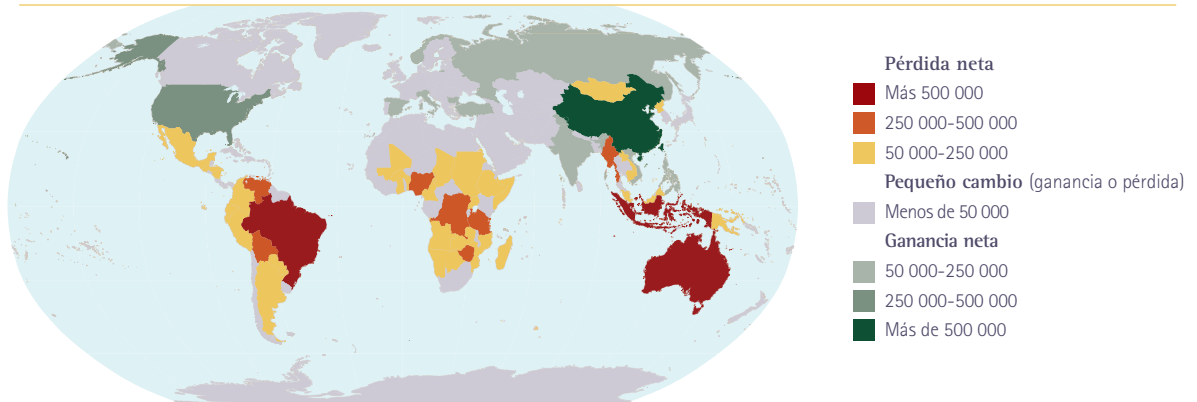 Pérdida neta
Más 500 000
250 000-500 000
50 000-250 000
Pequeño cambio (ganancia o pérdida)
Menos de 50 000
Ganancia neta
50 000-250 000
250 000-500 000
Más de 500 000